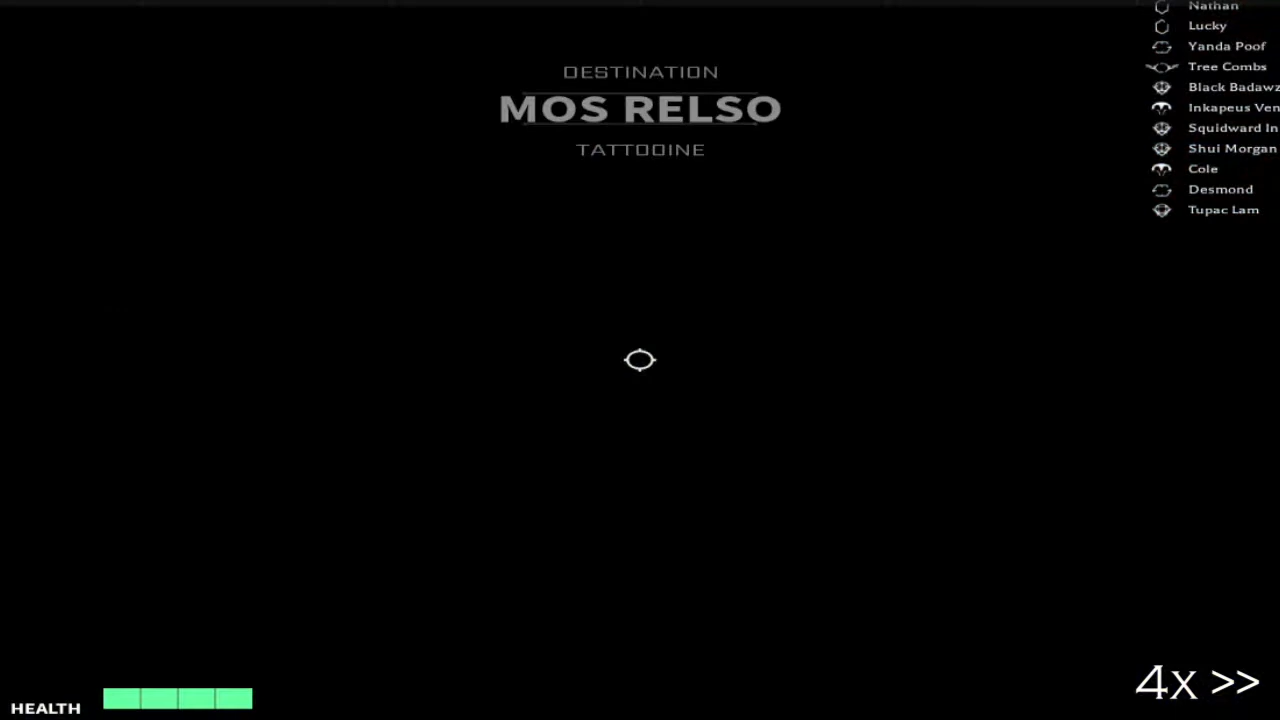 DESTINATION
MOS RELSO
TATTOOINE
Nathan
Lucky
Yanda Poof
Tree Combs
Black Badawz
Inkapeus Ven
Squidward In
Shui Morgan
Cole
Desmond
Tupac Lam
HEALTH
4x >>